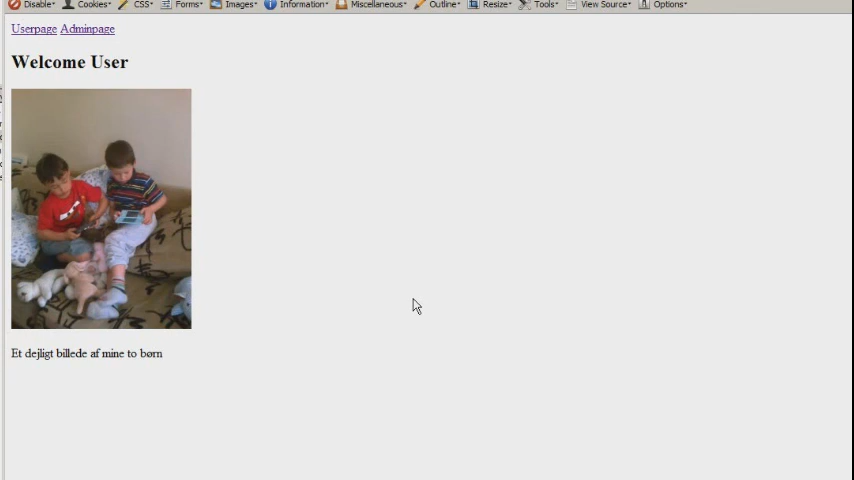 Disable Cookies CSS Forms Images Information Miscellaneous Outline Resize Tools View Source Options
Userpage Adminpage
Welcome User
Et dejligt billede af mine to børn